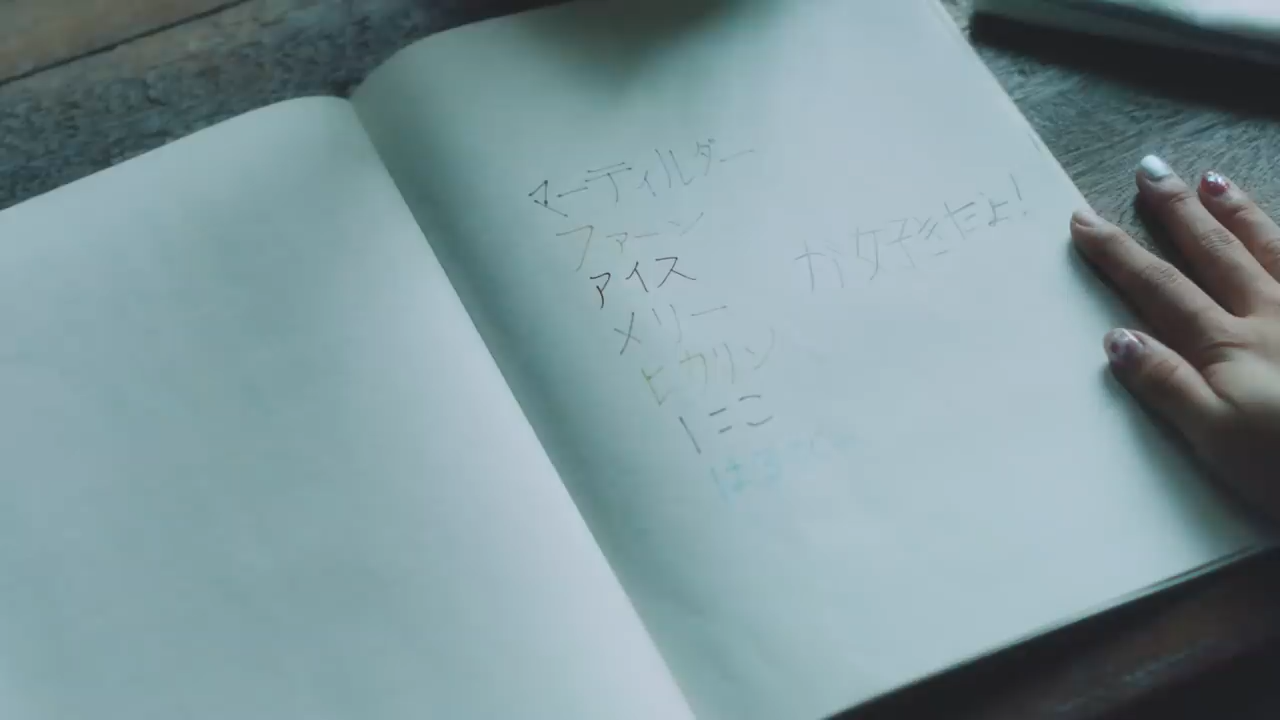 マーティルダー
ファーン
アイス
メリー
ヒカリン
にこ
が好きだよ!